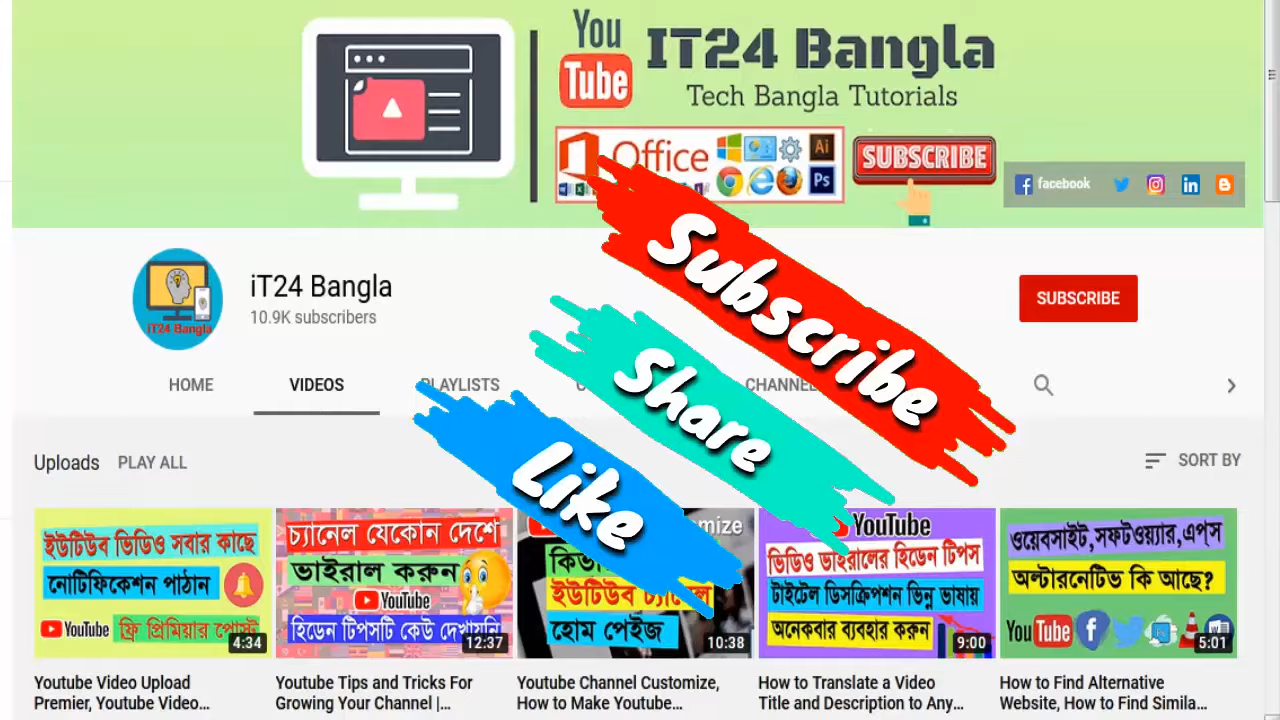 You
Tube
IT24 Bangla
Tech Bangla Tutorials
Office
Ai
Ps
SUBSCRIBE
facebook
iT24 Bangla
iT24 Bangla
10.9K subscribers
SUBSCRIBE
HOME
VIDEOS
PLAYLISTS
Subscribe
Share
Like
Uploads
PLAY ALL
SORT BY
ইউটিউব ভিডিও সবার কাছে
নোটিফিকেশন পাঠান
YouTube ফ্রি প্রিমিয়ার পোস্ট
4:34
চ্যানেল যেকোন দেশে
ভাইরাল করুন
YouTube
হিডেন টিপসটি কেউ দেখায়নি
12:37
ইউটিউব চ্যানেল
হোম পেইজ
10:38
YouTube
ভিডিও ভাইরালের হিডেন টিপস
টাইটেল ডিসক্রিপশন ভিন্ন ভাষায়
অনেকবার ব্যবহার করুন
9:00
ওয়েবসাইট,সফটওয়্যার,এপ্স
অল্টারনেটিভ কি আছে?
YouTube
5:01
Youtube Video Upload
Premier, Youtube Video...
Youtube Tips and Tricks For
Growing Your Channel |...
Youtube Channel Customize,
How to Make Youtube...
How to Translate a Video
Title and Description to Any...
How to Find Alternative
Website, How to Find Simila...